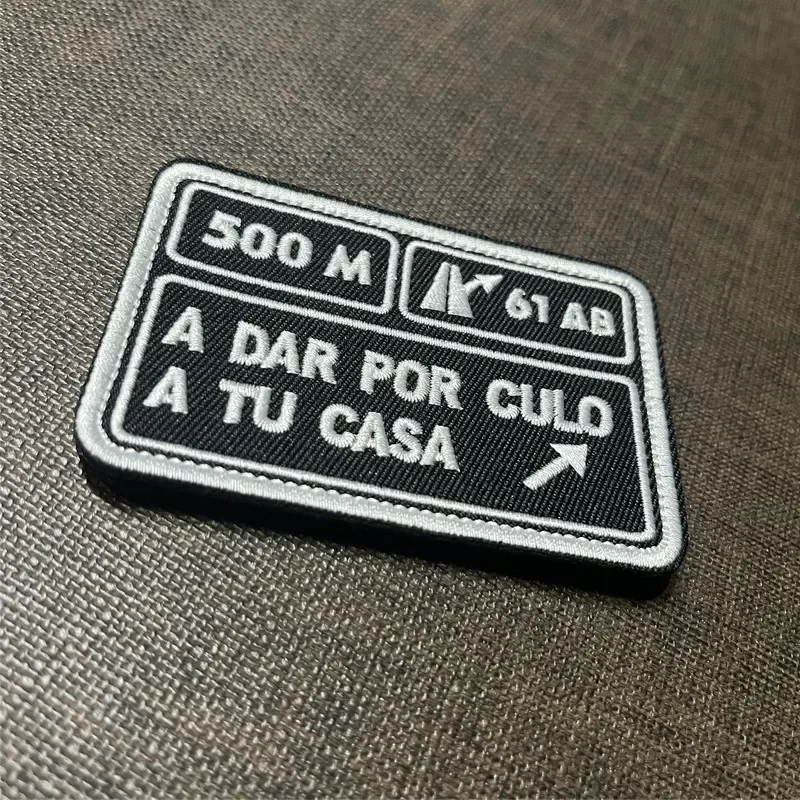 500 M
61 AB
A DAR POR CULO
A TU CASA